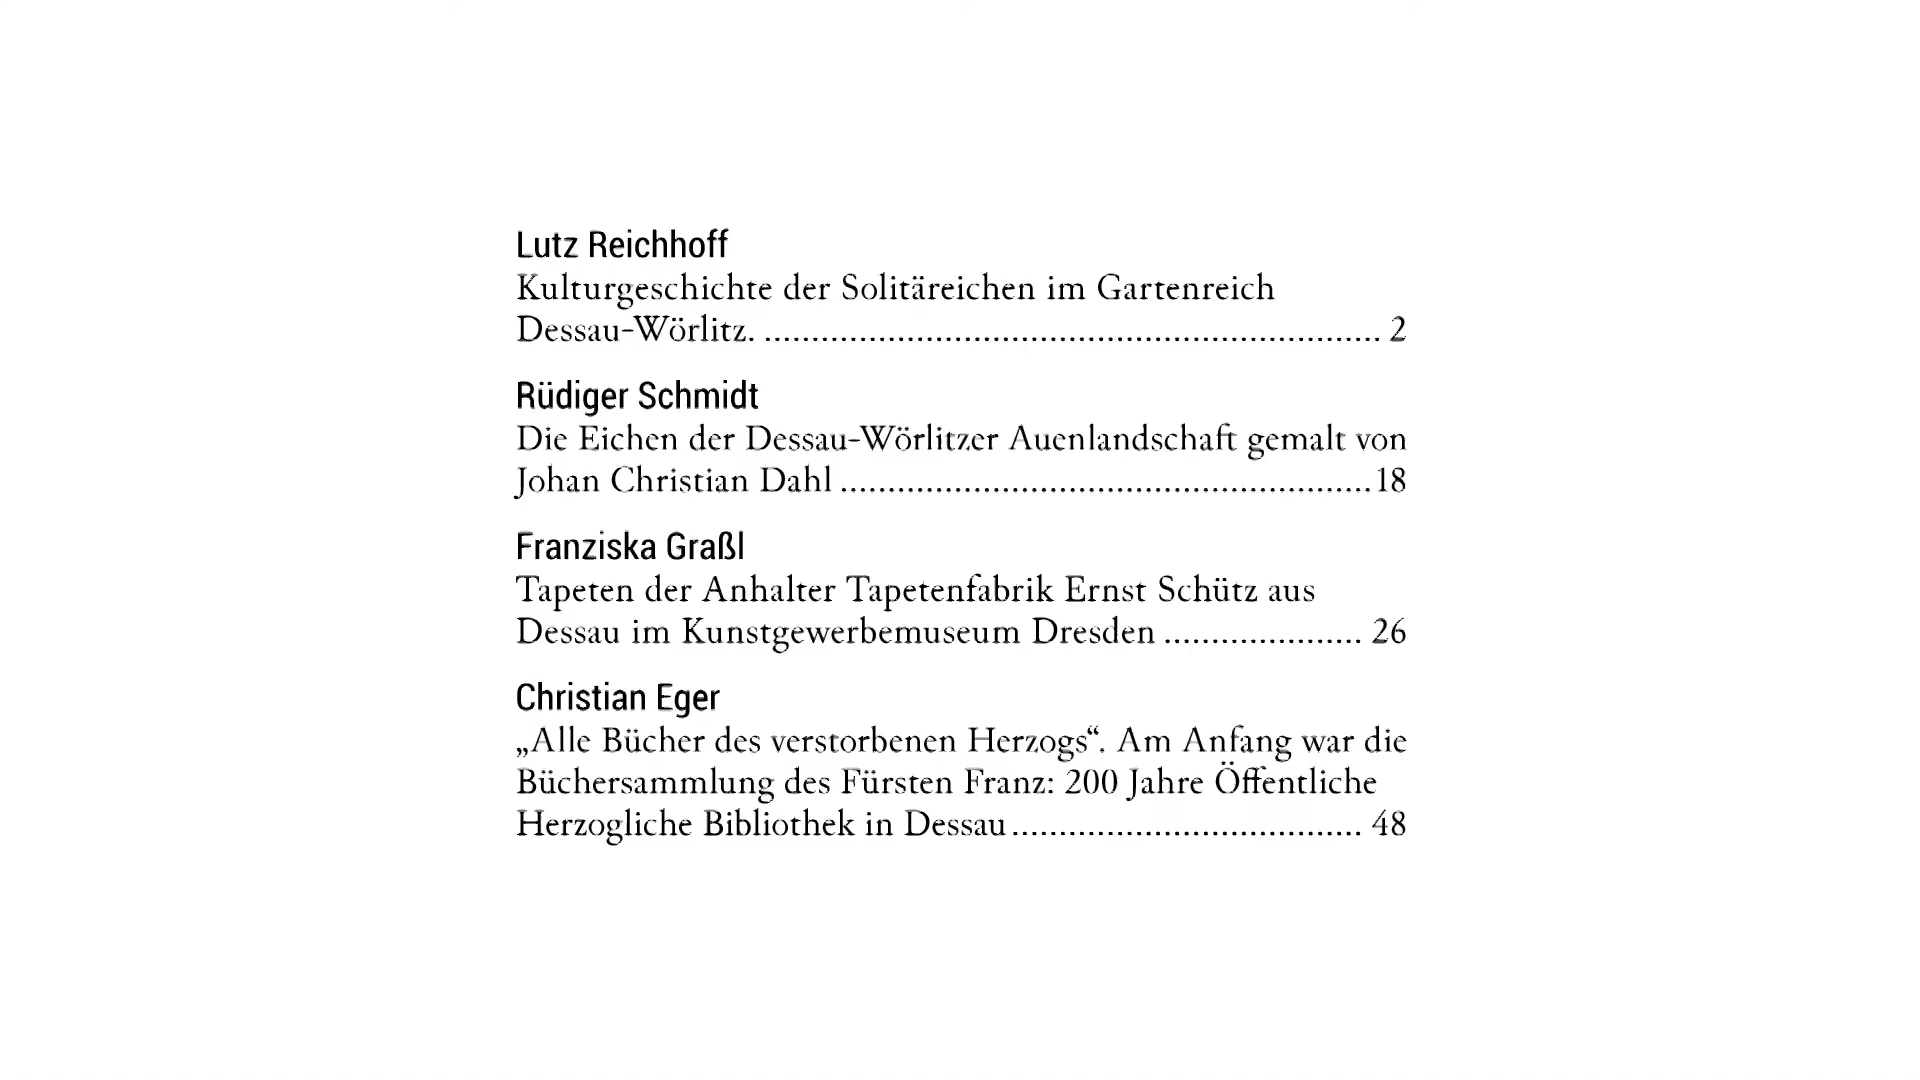 Lutz Reichhoff
Kulturgeschichte der Solitäreichen im Gartenreich
Dessau-Wörlitz. .................................................................. 2
Rüdiger Schmidt
Die Eichen der Dessau-Wörlitzer Auenlandschaft gemalt von
Johan Christian Dahl ........................................................18
Franziska Graßl
Tapeten der Anhalter Tapetenfabrik Ernst Schütz aus
Dessau im Kunstgewerbemuseum Dresden ..................... 26
Christian Eger
„Alle Bücher des verstorbenen Herzogs“. Am Anfang war die
Büchersammlung des Fürsten Franz: 200 Jahre Öffentliche
Herzogliche Bibliothek in Dessau..................................... 48